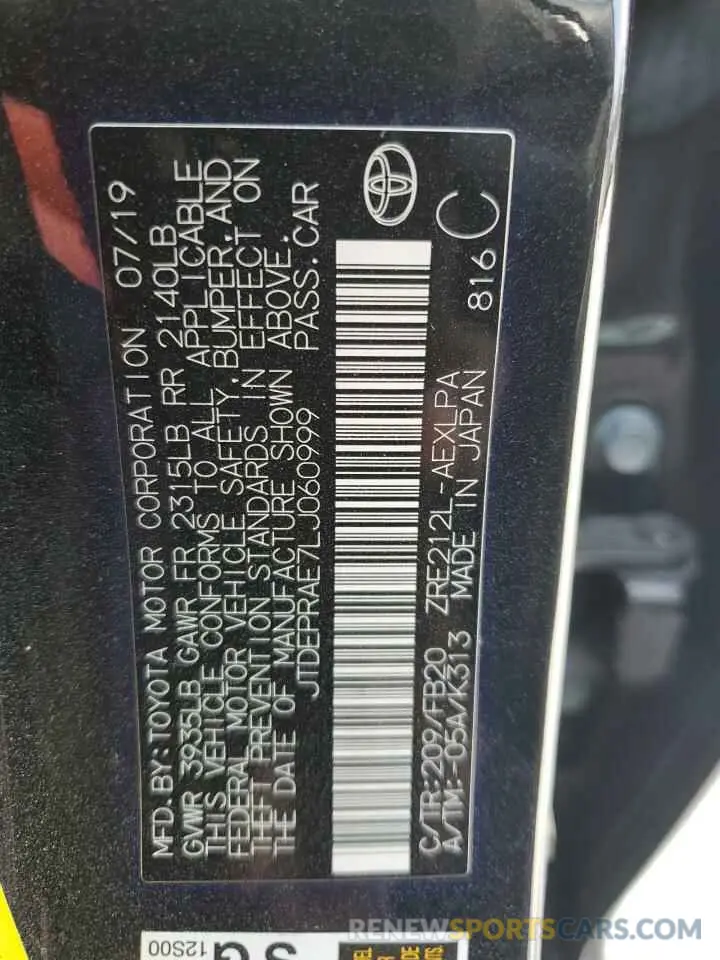 MFD.BY:TOYOTA MOTOR CORPORATION 07/19
GVWR 3935LB GAWR FR 2315LB RR 2140LB
THIS VEHICLE CONFORMS TO ALL APPLICABLE
FEDERAL MOTOR VEHICLE SAFETY,BUMPER,AND
THEFT PREVENTION STANDARDS IN EFFECT ON
THE DATE OF MANUFACTURE SHOWN ABOVE.
JTDEPRAE7LJ060999 PASS.CAR
C/TR:209/FB20 ZRE212L-AEXLPA
A/TM:-05A/K313 MADE IN JAPAN 816 C
12S00
RENEWSPORTSCARS.COM